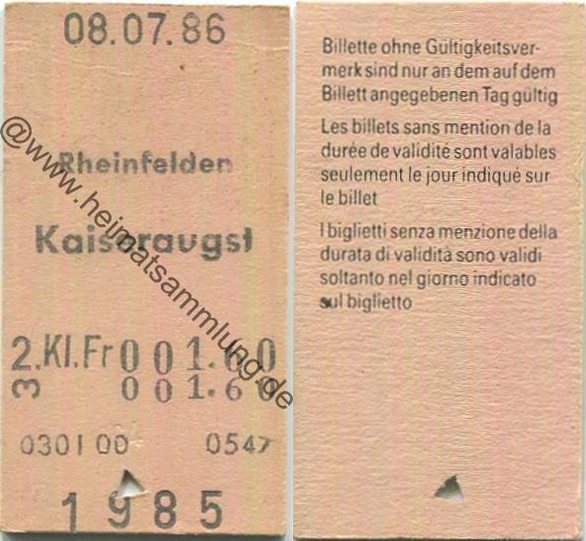 08.07.86
Rheinfelden
Kaiseraugst
2.Kl.Fr 001.60
3 001.60
0301 00 0547
1985
@www.heimatsammlung.de
Billette ohne Gültigkeitsver-
merk sind nur an dem auf dem
Billett angegebenen Tag gültig
Les billets sans mention de la
durée de validité sont valables
seulement le jour indiqué sur
le billet
I biglietti senza menzione della
durata di validità sono validi
soltanto nel giorno indicato
sul biglietto